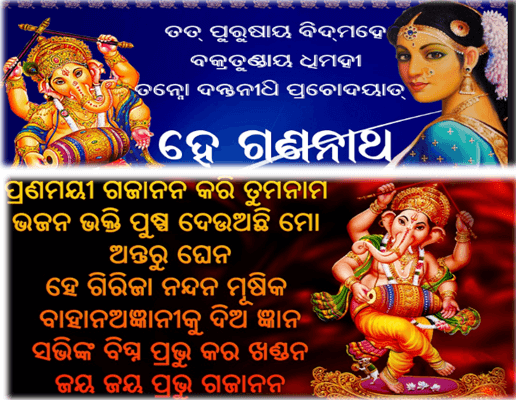 ତତ୍ ପୁରୁଷାୟ ବିଦ୍ମହେ
ବକ୍ରତୁଣ୍ଡାୟ ଧିମହୀ
ତନ୍ନୋ ଦନ୍ତନୀଧି ପ୍ରଚୋଦୟାତ୍
ହେ ଗଣନୀଥ
ପ୍ରଣମୟୀ ଗଜାନନ କରି ତୁମନାମ
ଭଜନ ଭକ୍ତି ପୁଷ୍ପ ଦେଉଅଛି ମୋ
ଅନ୍ତରୁ ଘେନ
ହେ ଗିରିଜା ନନ୍ଦନ ମୂଷିକ
ବାହାନଅଜ୍ଞାନୀକୁ ଦିଅ ଜ୍ଞାନ
ସଭିଙ୍କ ବିଘ୍ନ ପ୍ରଭୁ କର ଖଣ୍ଡନ
ଜୟ ଜୟ ପ୍ରଭୁ ଗଜାନନ